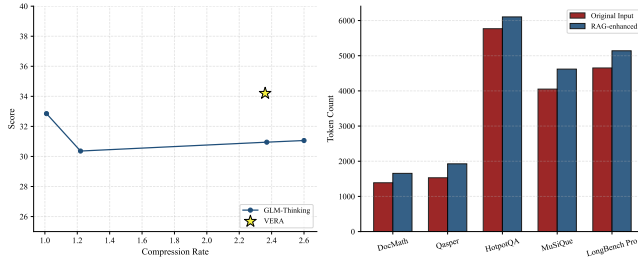 40
38
36
34
32
30
28
26
Score
1.0
1.2
1.4
1.6
1.8
2.0
2.2
2.4
2.6
Compression Rate
GLM-Thinking
VERA
6000
5000
4000
3000
2000
1000
0
Token Count
Original Input
RAG-enhanced
DocMath
Qasper
HotpotQA
MuSiQue
LongBench Pro